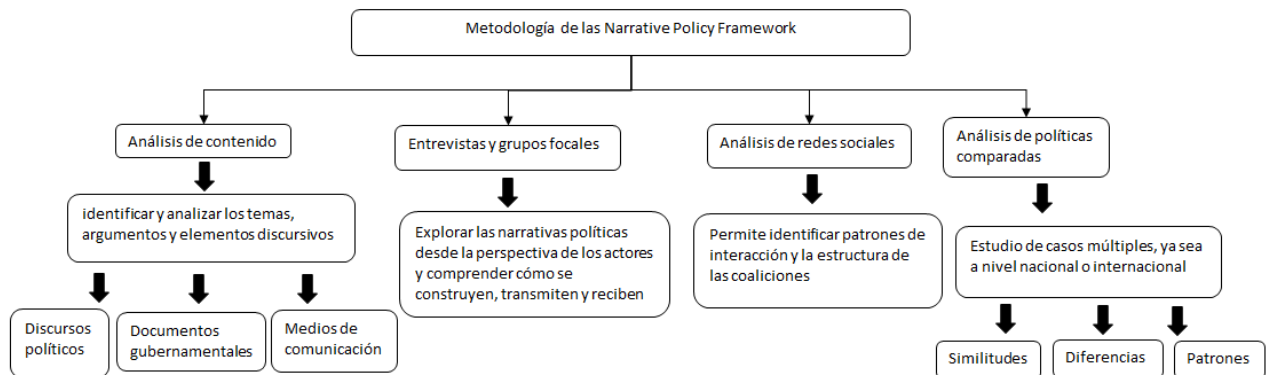 Metodología de las Narrative Policy Framework
Análisis de contenido
Entrevistas y grupos focales
Análisis de redes sociales
Análisis de políticas
comparadas
identificar y analizar los temas,
argumentos y elementos discursivos
Explorar las narrativas políticas
desde la perspectiva de los actores
y comprender cómo se
construyen, transmiten y reciben
Permite identificar patrones de
interacción y la estructura de
las coaliciones
Estudio de casos múltiples, ya sea
a nivel nacional o internacional
Discursos
políticos
Documentos
gubernamentales
Medios de
comunicación
Similitudes
Diferencias
Patrones